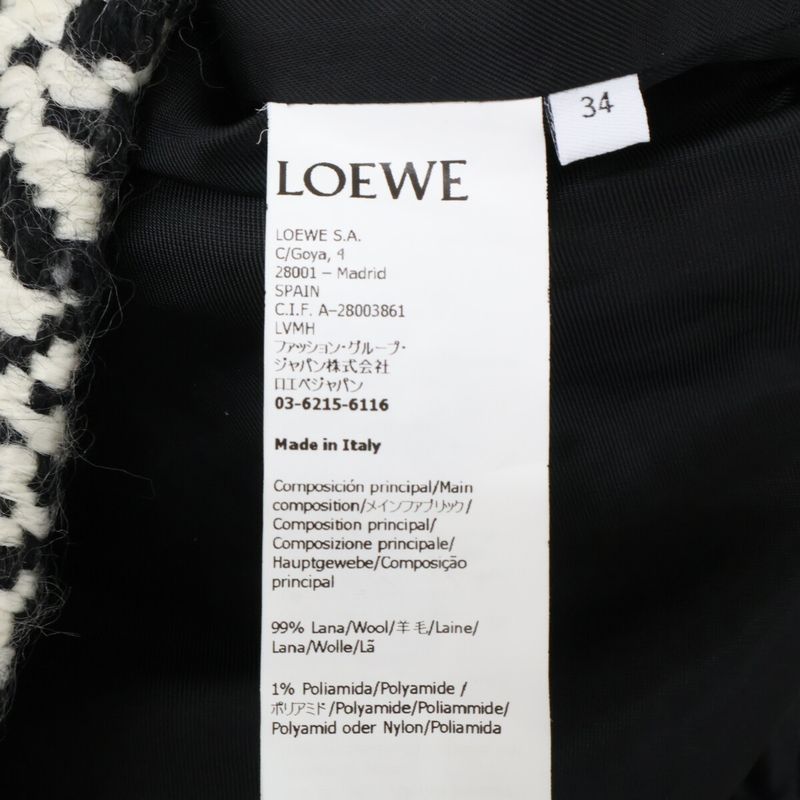 34
LOEWE
LOEWE S.A.
C/Goya, 4
28001 – Madrid
SPAIN
C.I.F. A–28003861
LVMH
ファッション・グループ・
ジャパン株式会社
ロエベジャパン
03-6215-6116
Made in Italy
Composición principal/Main
composition/メインファブリック/
Composition principal/
Composizione principale/
Hauptgewebe/Composição
principal
99% Lana/Wool/羊毛/Laine/
Lana/Wolle/Lã
1% Poliamida/Polyamide /
ポリアミド/Polyamide/Poliammide/
Polyamid oder Nylon/Poliamida